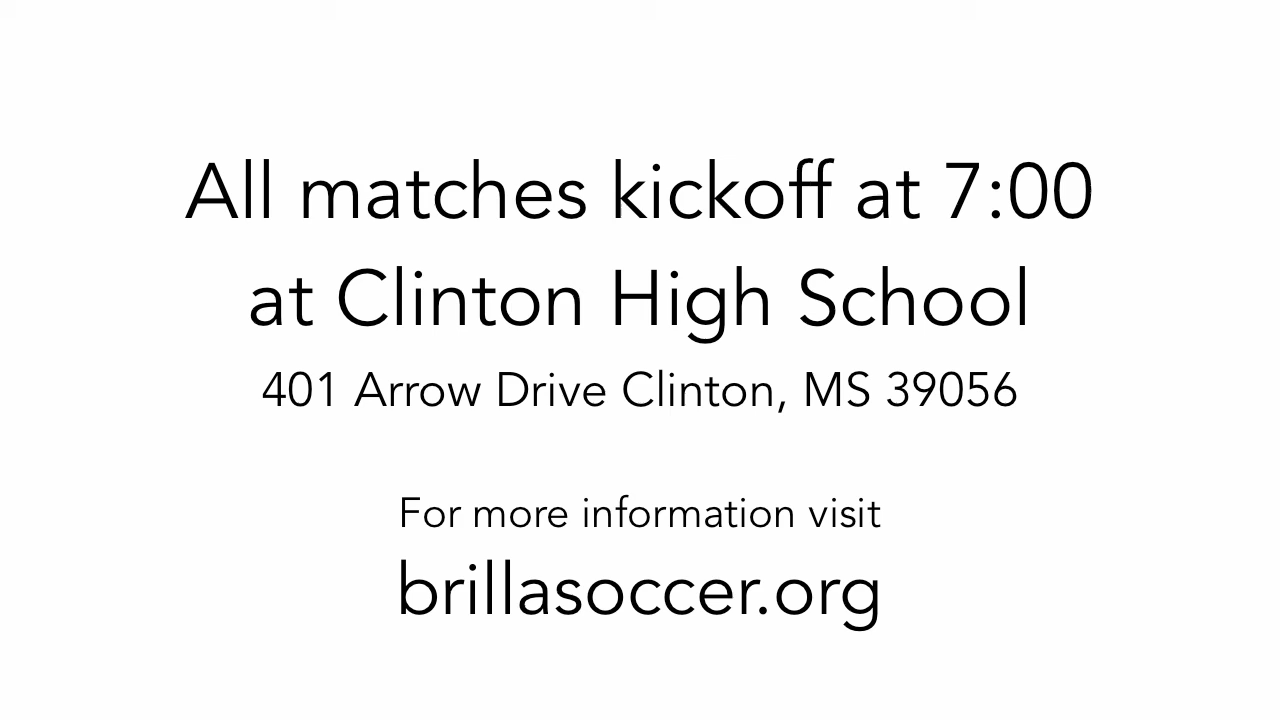 All matches kickoff at 7:00
at Clinton High School
401 Arrow Drive Clinton, MS 39056
For more information visit
brillasoccer.org